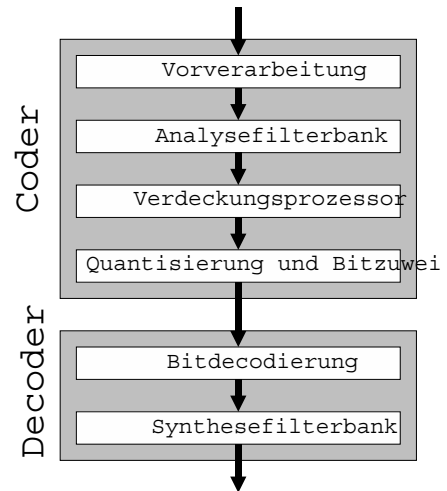 Coder
Vorverarbeitung
Analysefilterbank
Verdeckungsprozessor
Quantisierung und Bitzuwei
Decoder
Bitdecodierung
Synthesefilterbank